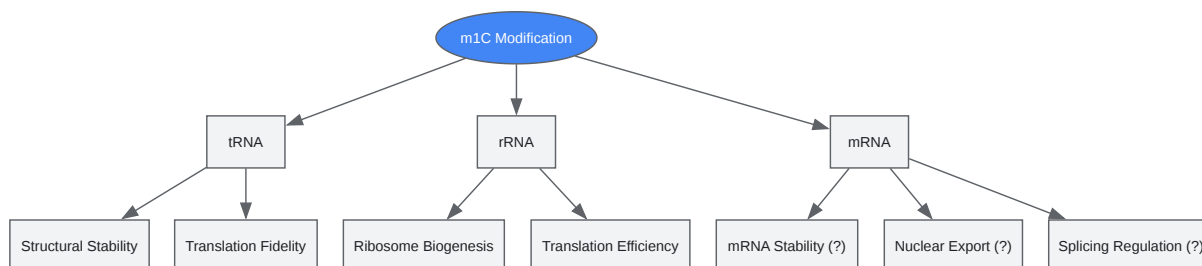 m1C Modification
tRNA
rRNA
mRNA
Structural Stability
Translation Fidelity
Ribosome Biogenesis
Translation Efficiency
mRNA Stability (?)
Nuclear Export (?)
Splicing Regulation (?)